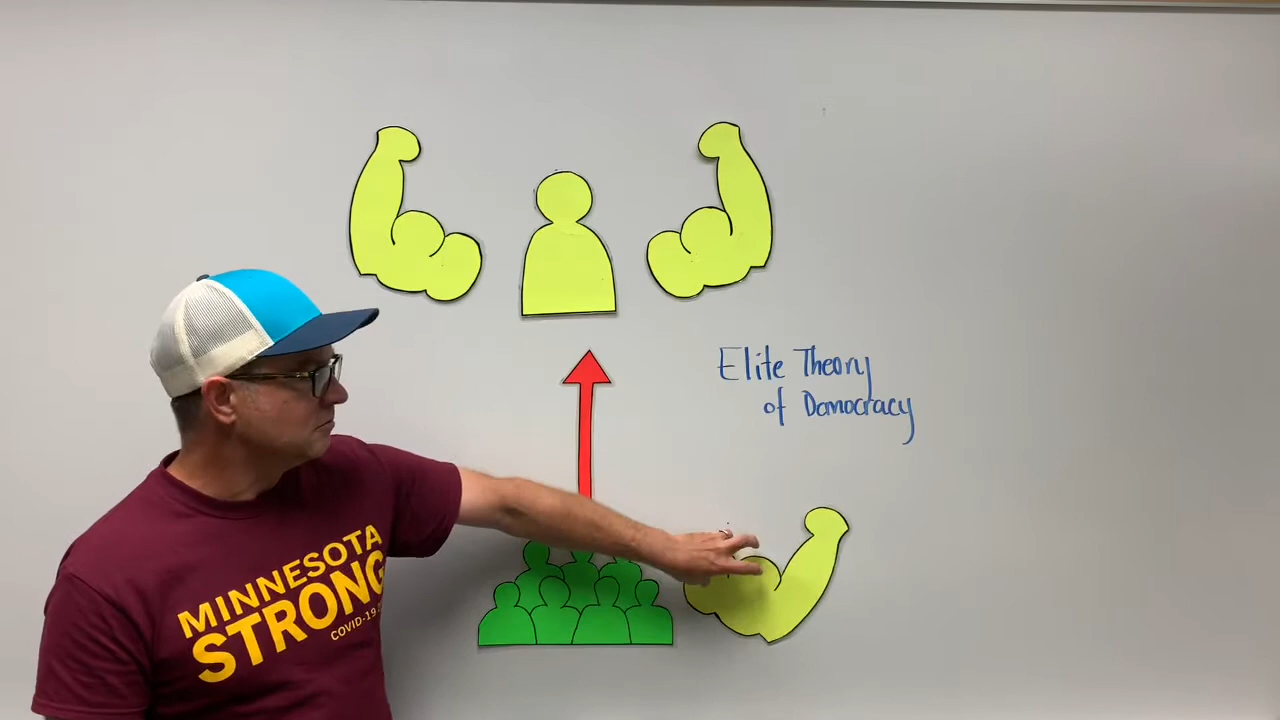 Elite Theory
of Democracy
MINNESOTA
STRONG
COVID-19